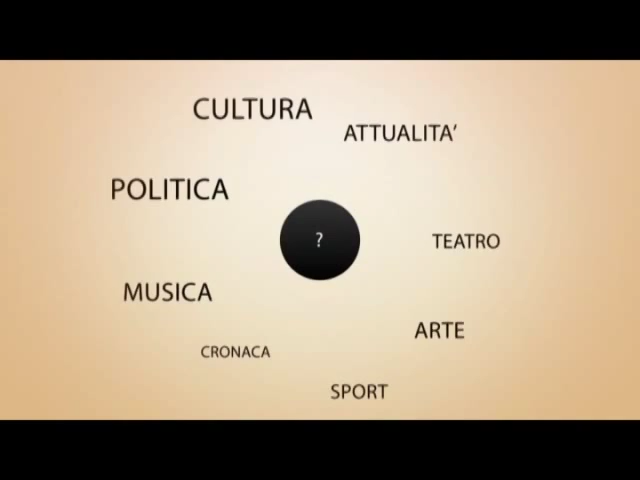 CULTURA
ATTUALITA'
POLITICA
?
TEATRO
MUSICA
ARTE
CRONACA
SPORT